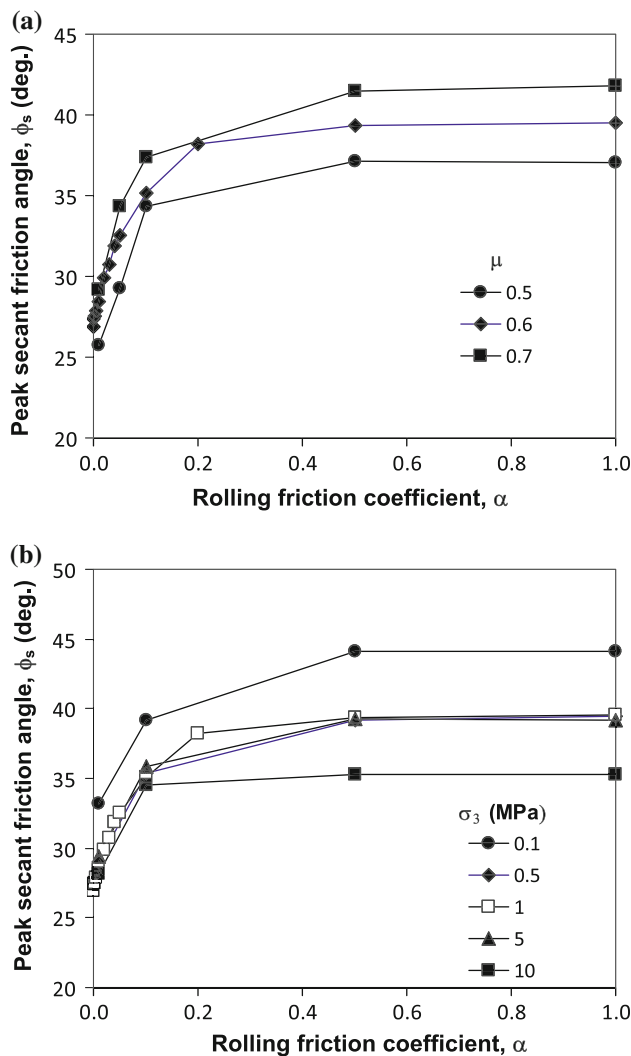 (a)
45
40
35
30
25
20
Peak secant friction angle, ϕs (deg.)
μ
0.5
0.6
0.7
0.0 0.2 0.4 0.6 0.8 1.0
Rolling friction coefficient, α
(b)
50
45
40
35
30
25
20
Peak secant friction angle, ϕs (deg.)
σ3 (MPa)
0.1
0.5
1
5
10
0.0 0.2 0.4 0.6 0.8 1.0
Rolling friction coefficient, α